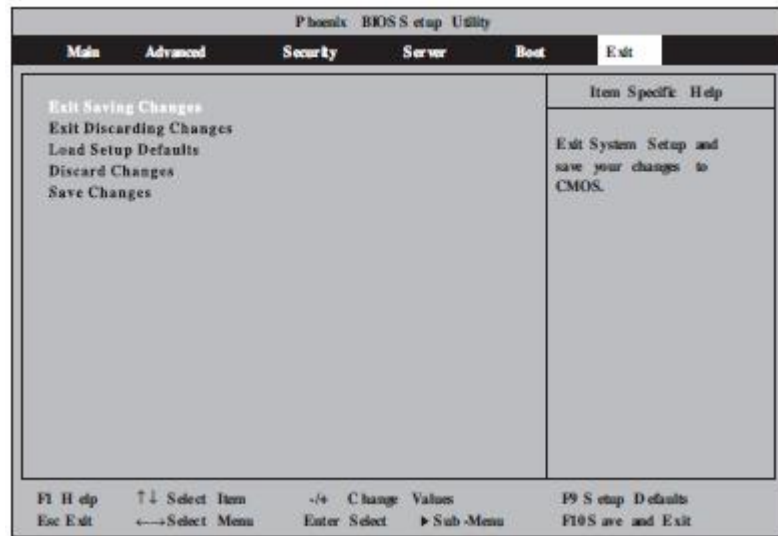 Phoenix BIOS Setup Utility
Main Advanced Security Server Boot Exit
Exit Saving Changes
Exit Discarding Changes
Load Setup Defaults
Discard Changes
Save Changes
Item Specific Help
Exit System Setup and
save your changes to
CMOS.
F1 Help ↑↓ Select Item -/+ Change Values F9 Setup Defaults
Esc Exit ←→Select Menu Enter Select ▶Sub-Menu F10 Save and Exit